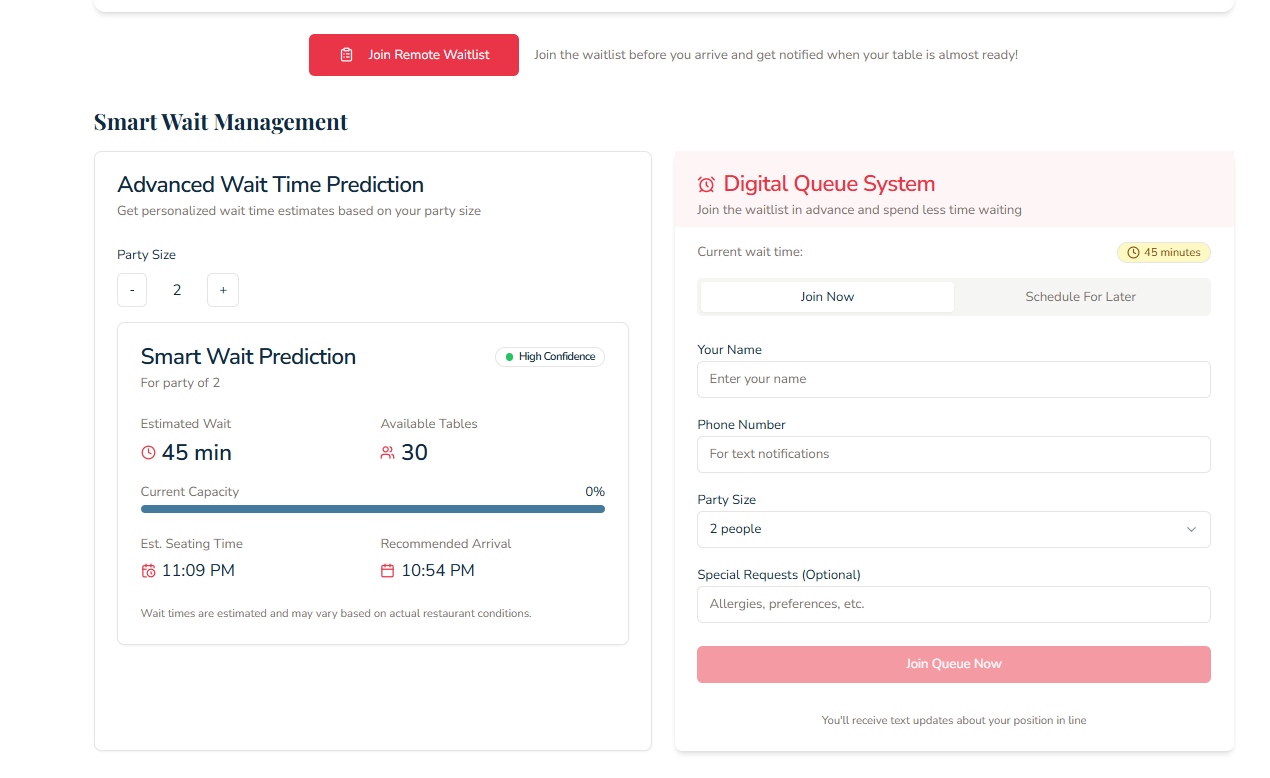 Join Remote Waitlist
Join the waitlist before you arrive and get notified when your table is almost ready!
Smart Wait Management
Advanced Wait Time Prediction
Get personalized wait time estimates based on your party size
Party Size
- 2 +
Smart Wait Prediction
High Confidence
For party of 2
Estimated Wait
Available Tables
45 min
30
Current Capacity
0%
Est. Seating Time
Recommended Arrival
11:09 PM
10:54 PM
Wait times are estimated and may vary based on actual restaurant conditions.
Digital Queue System
Join the waitlist in advance and spend less time waiting
Current wait time:
45 minutes
Join Now
Schedule For Later
Your Name
Enter your name
Phone Number
For text notifications
Party Size
2 people
Special Requests (Optional)
Allergies, preferences, etc.
Join Queue Now
You'll receive text updates about your position in line